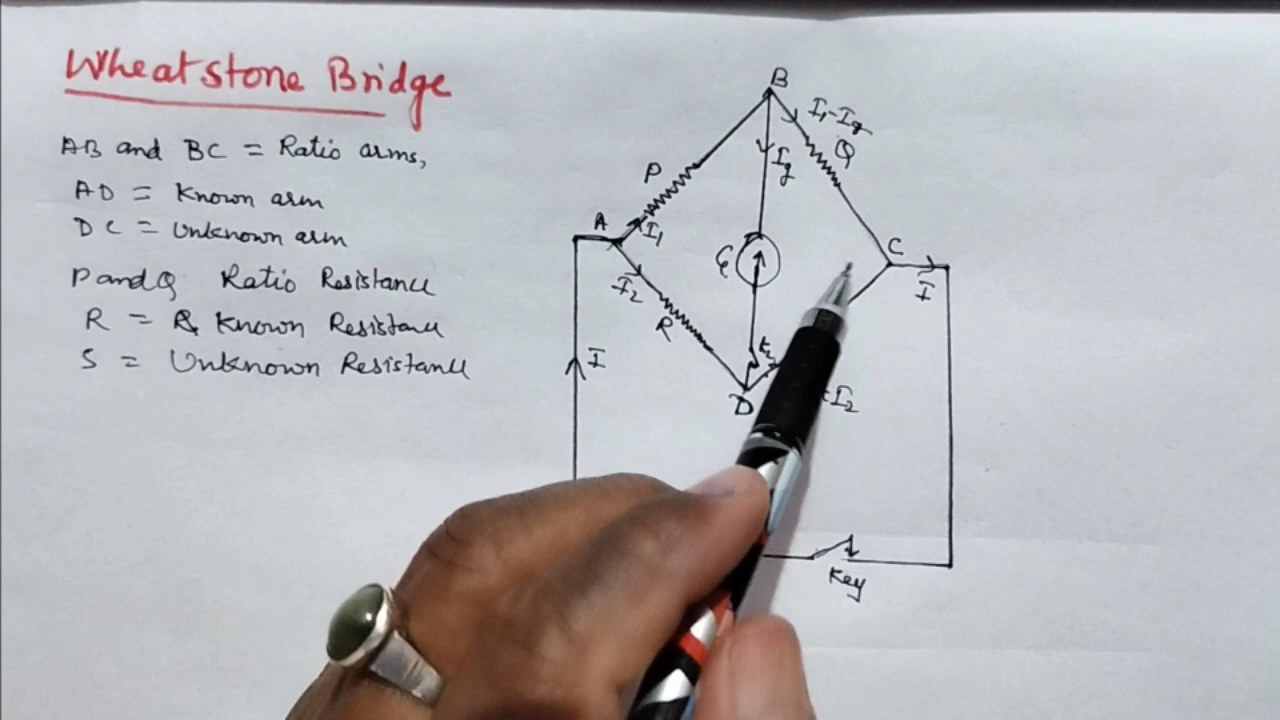 Wheatstone Bridge
AB and BC = Ratio arms,
AD = Known arm
DC = Unknown arm
P and Q Ratio Resistance
R = Known Resistance
S = Unknown Resistance
B
I1-Ig
Q
P
Ig
A
I1
G
C
I
I2
R
I
K2
D
I2
Key